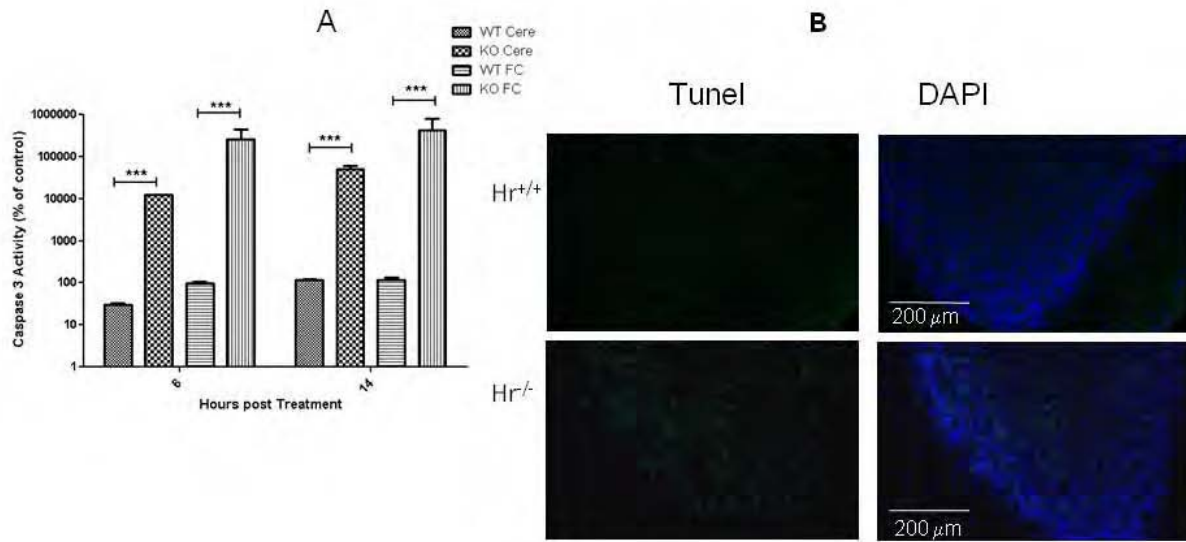 A
WT Cere
KO Cere
WT FC
KO FC
Caspase 3 Activity (% of control)
1000000
100000
10000
1000
100
10
1
***
***
***
***
6
14
Hours post Treatment
B
Tunel
DAPI
Hr+/+
200 μm
Hr-/-
200 μm